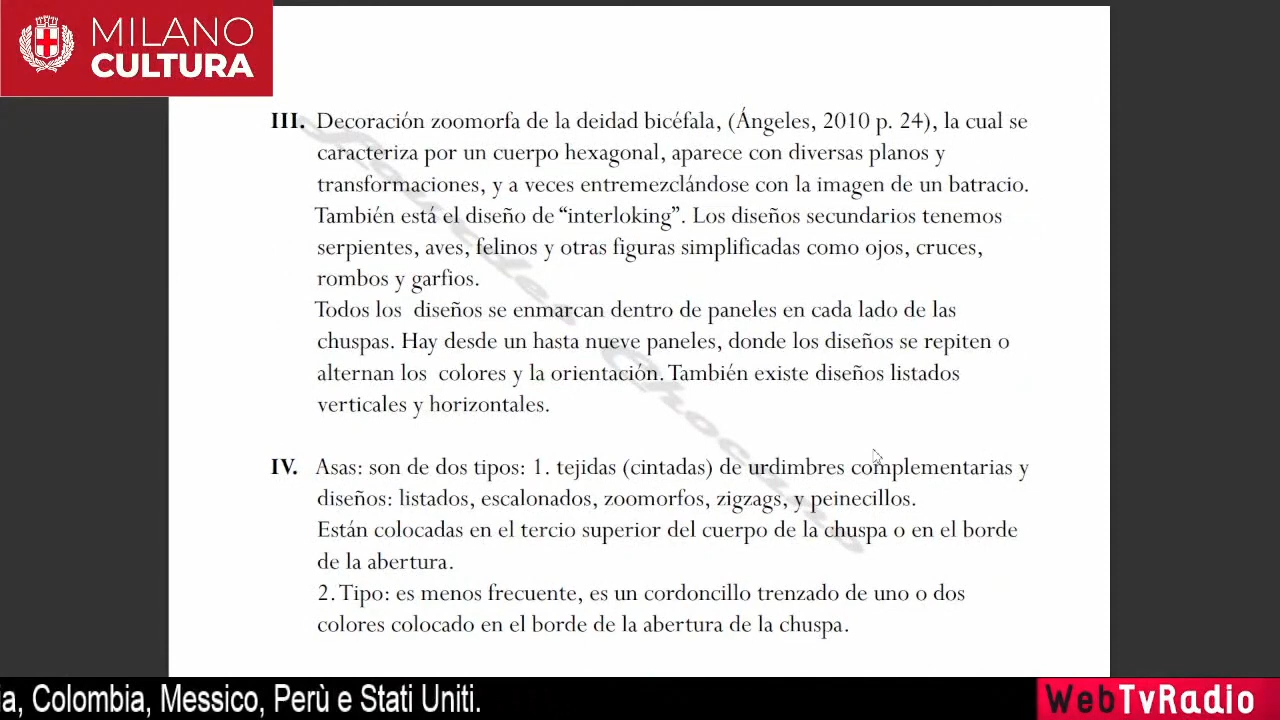 MILANO
CULTURA
III. Decoración zoomorfa de la deidad bicéfala, (Ángeles, 2010 p. 24), la cual se
caracteriza por un cuerpo hexagonal, aparece con diversas planos y
transformaciones, y a veces entremezclándose con la imagen de un batracio.
También está el diseño de “interloking”. Los diseños secundarios tenemos
serpientes, aves, felinos y otras figuras simplificadas como ojos, cruces,
rombos y garfios.
Todos los diseños se enmarcan dentro de paneles en cada lado de las
chuspas. Hay desde un hasta nueve paneles, donde los diseños se repiten o
alternan los colores y la orientación. También existe diseños listados
verticales y horizontales.
IV. Asas: son de dos tipos: 1. tejidas (cintadas) de urdimbres complementarias y
diseños: listados, escalonados, zoomorfos, zigzags, y peinecillos.
Están colocadas en el tercio superior del cuerpo de la chuspa o en el borde
de la abertura.
2. Tipo: es menos frecuente, es un cordoncillo trenzado de uno o dos
colores colocado en el borde de la abertura de la chuspa.
ia, Colombia, Messico, Perù e Stati Uniti.
WebTvRadio